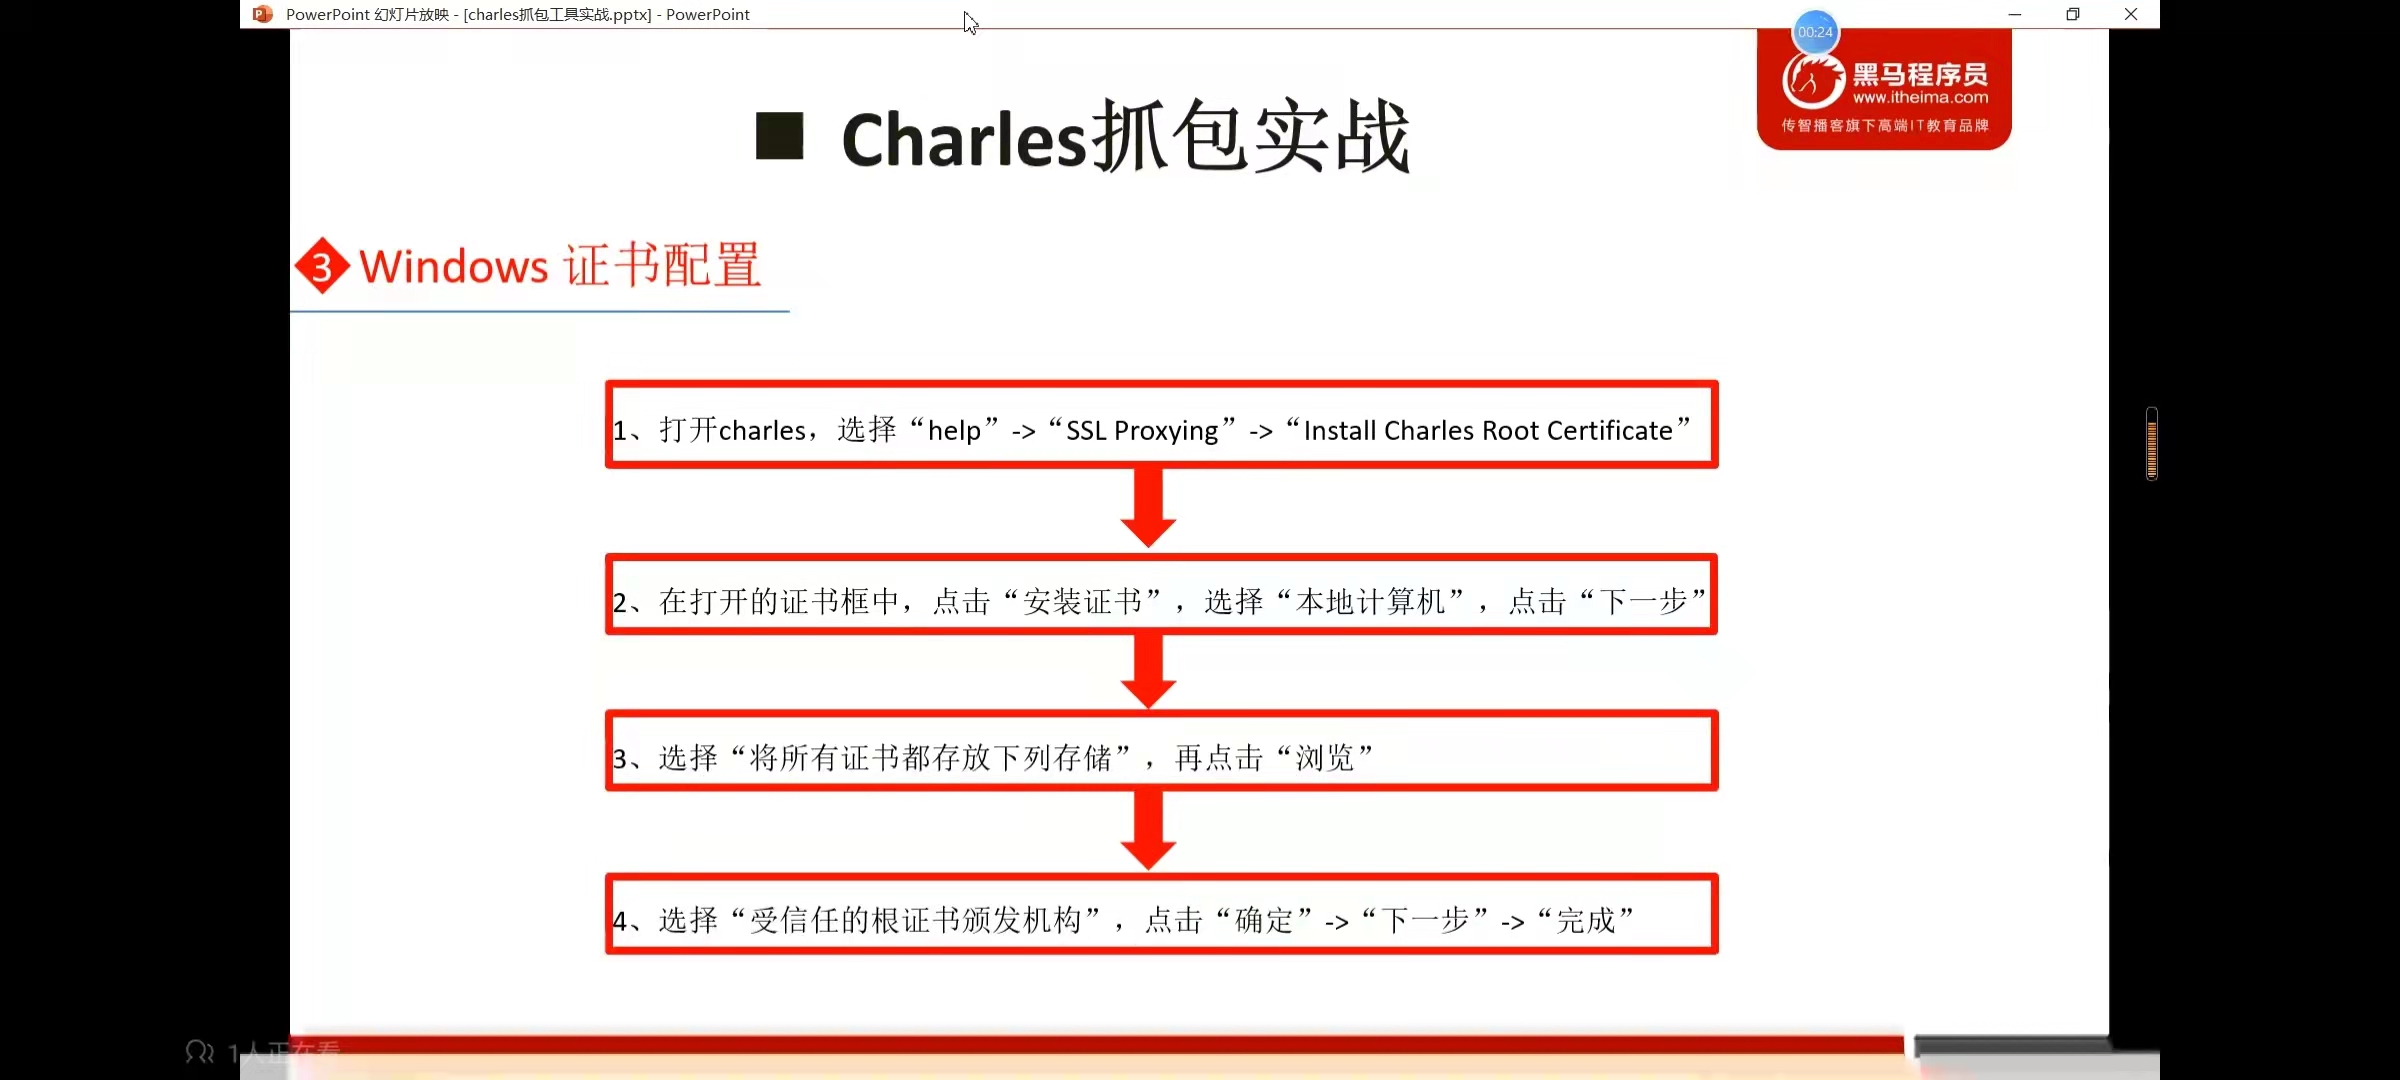 PowerPoint 幻灯片放映 - [charles抓包工具实战.pptx] - PowerPoint
00:24
黑马程序员
www.itheima.com
传智播客旗下高端IT教育品牌
■ Charles抓包实战
3 Windows 证书配置
1、打开charles，选择“help”->“SSL Proxying”->“Install Charles Root Certificate”
2、在打开的证书框中，点击“安装证书”，选择“本地计算机”，点击“下一步”
3、选择“将所有证书都存放下列存储”，再点击“浏览”
4、选择“受信任的根证书颁发机构”，点击“确定”->“下一步”->“完成”
1人正在看